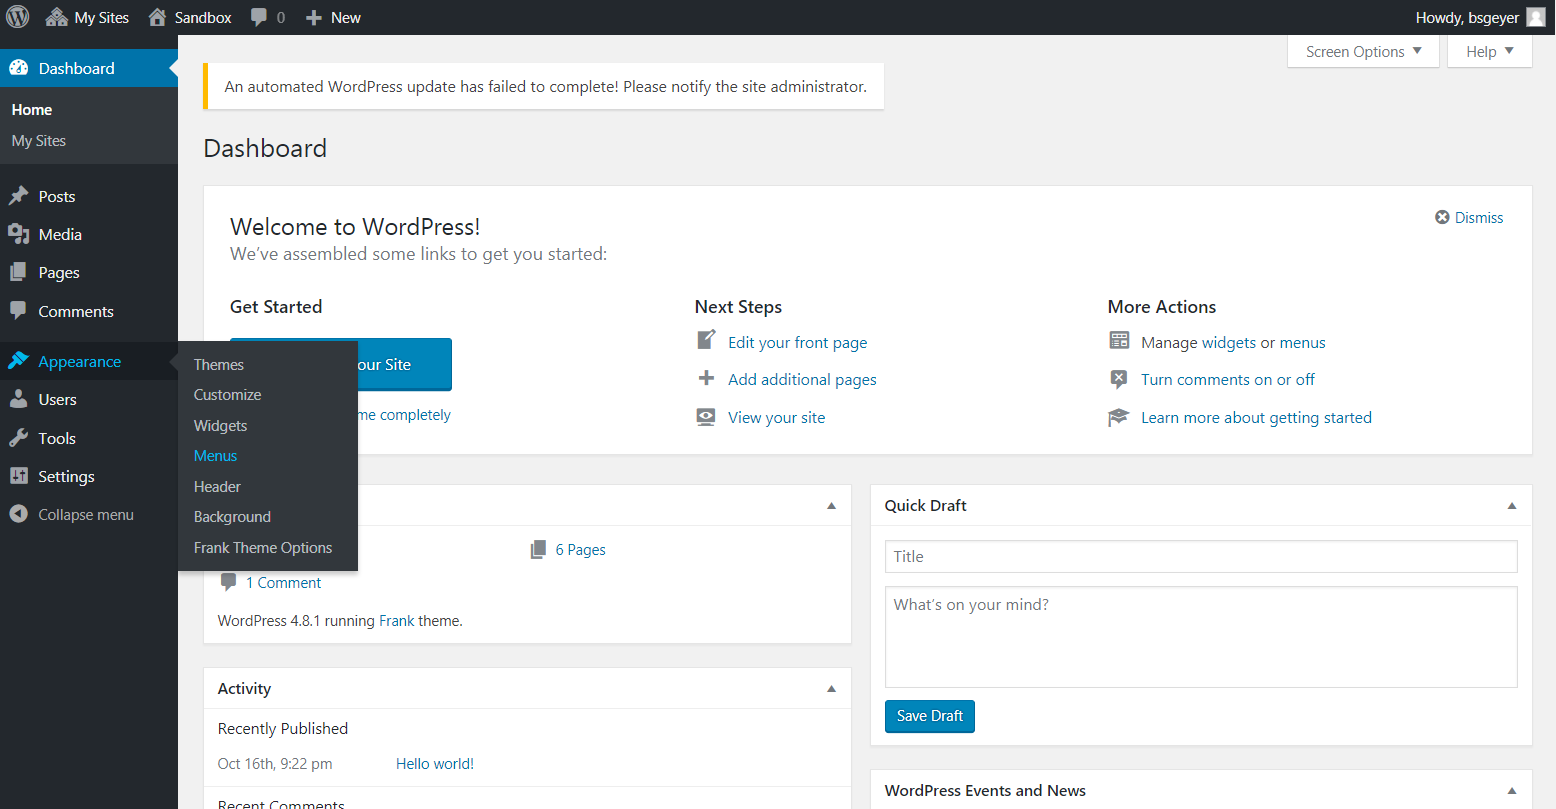 My Sites Sandbox 0 New Howdy, bsgeyer
Screen Options Help
Dashboard
Home
My Sites
Posts
Media
Pages
Comments
Appearance
Users
Tools
Settings
Collapse menu
Themes
Customize
Widgets
Menus
Header
Background
Frank Theme Options
An automated WordPress update has failed to complete! Please notify the site administrator.
Dashboard
Welcome to WordPress!
We've assembled some links to get you started:
Dismiss
Get Started
our Site
me completely
Next Steps
Edit your front page
Add additional pages
View your site
More Actions
Manage widgets or menus
Turn comments on or off
Learn more about getting started
6 Pages
1 Comment
WordPress 4.8.1 running Frank theme.
Activity
Recently Published
Oct 16th, 9:22 pm Hello world!
Recent Comments
Quick Draft
Title
What's on your mind?
Save Draft
WordPress Events and News